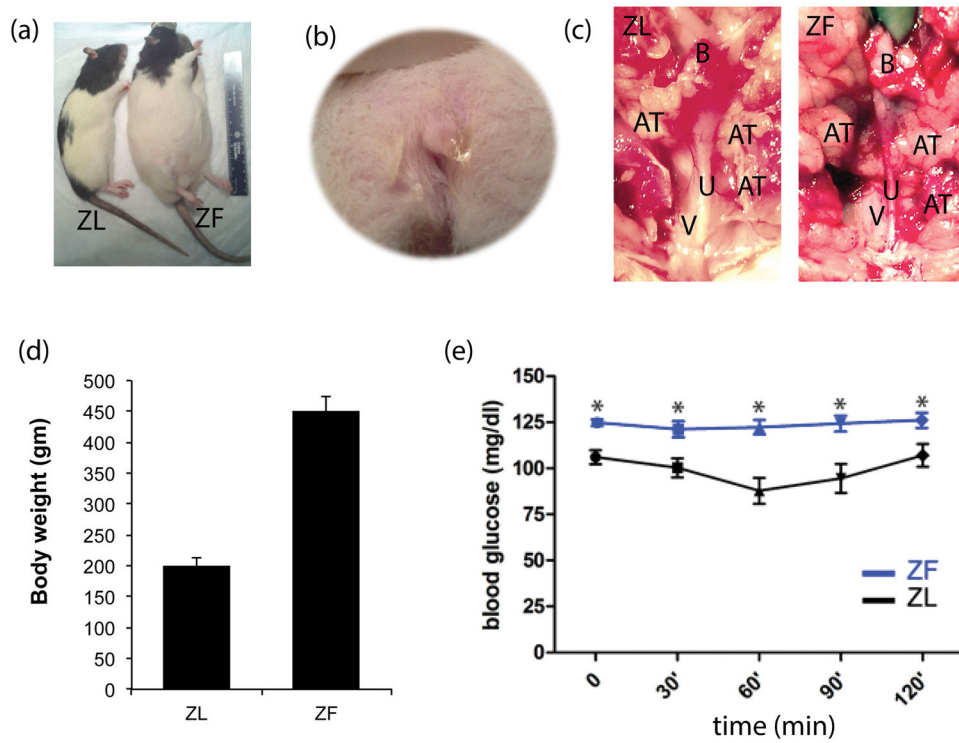 (a)
ZL
ZF
(b)
(c)
ZL
B
AT
AT
U
AT
V
ZF
B
AT
AT
U
AT
V
(d)
Body weight (gm)
500
450
400
350
300
250
200
150
100
50
0
ZL
ZF
(e)
blood glucose (mg/dl)
150
125
100
75
50
25
0
* * * * *
ZF
ZL
0 30' 60' 90' 120'
time (min)